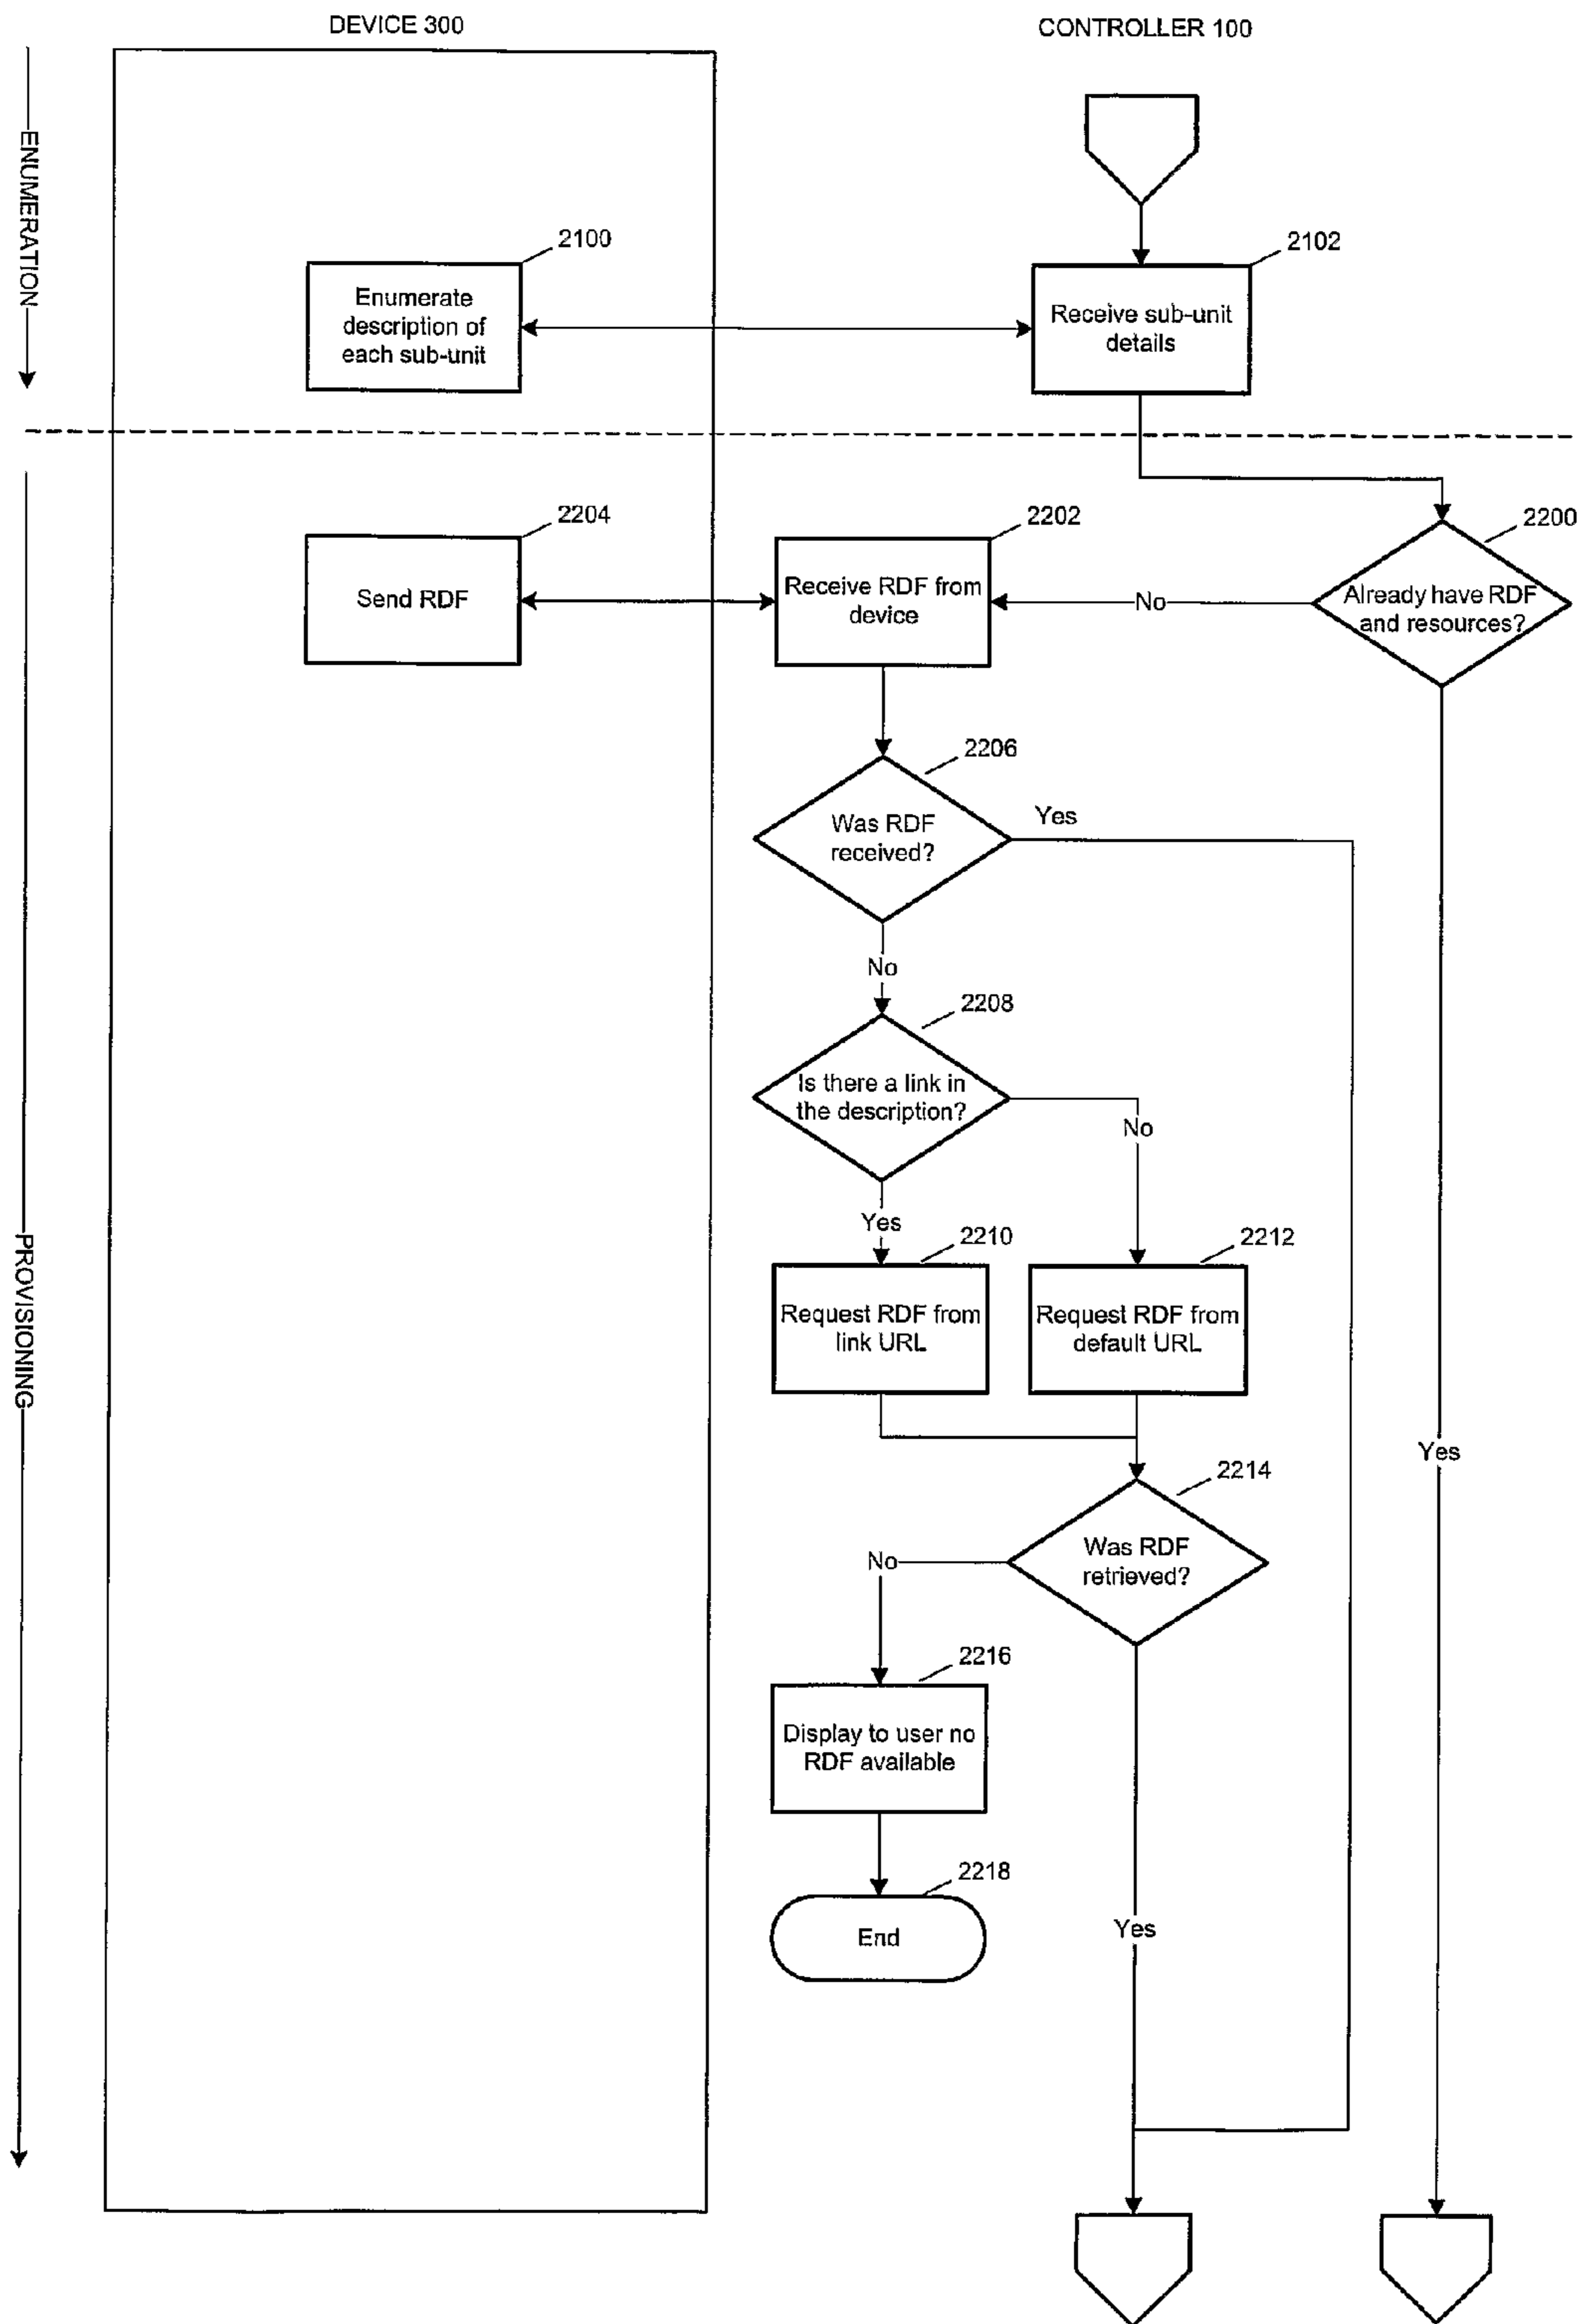 DEVICE 300
CONTROLLER 100
ENUMERATION
2100
2102
Enumerate
description of
each sub-unit
Receive sub-unit
details
2204
2202
2200
Send RDF
Receive RDF from
device
No
Already have RDF
and resources?
2206
Was RDF
received?
Yes
No
2208
Is there a link in
the description?
No
Yes
2210
2212
PROVISIONING
Request RDF from
link URL
Request RDF from
default URL
Yes
2214
Was RDF
retrieved?
No
2216
Display to user no
RDF available
2218
End
Yes